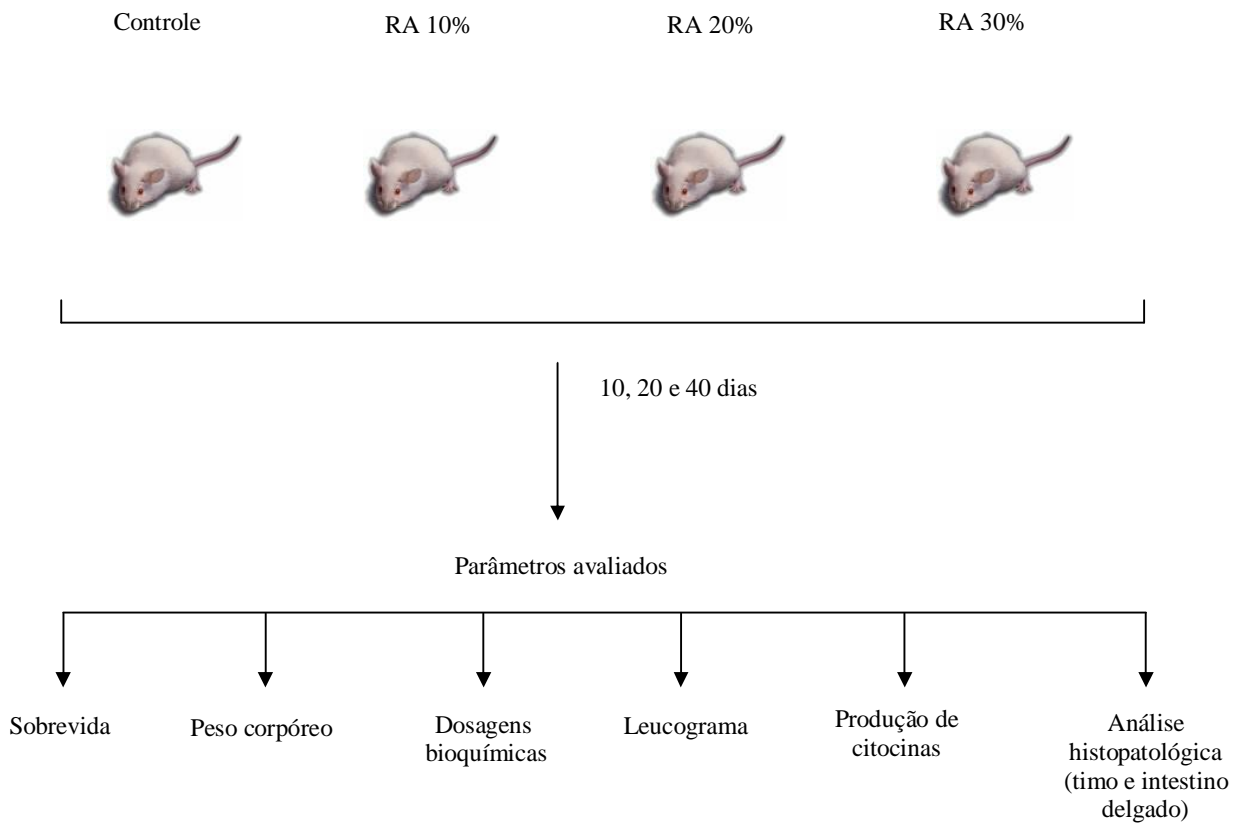 Controle
RA 10%
RA 20%
RA 30%
10, 20 e 40 dias
Parâmetros avaliados
Sobrevida
Peso corpóreo
Dosagens
bioquímicas
Leucograma
Produção de
citocinas
Análise
histopatológica
(timo e intestino
delgado)